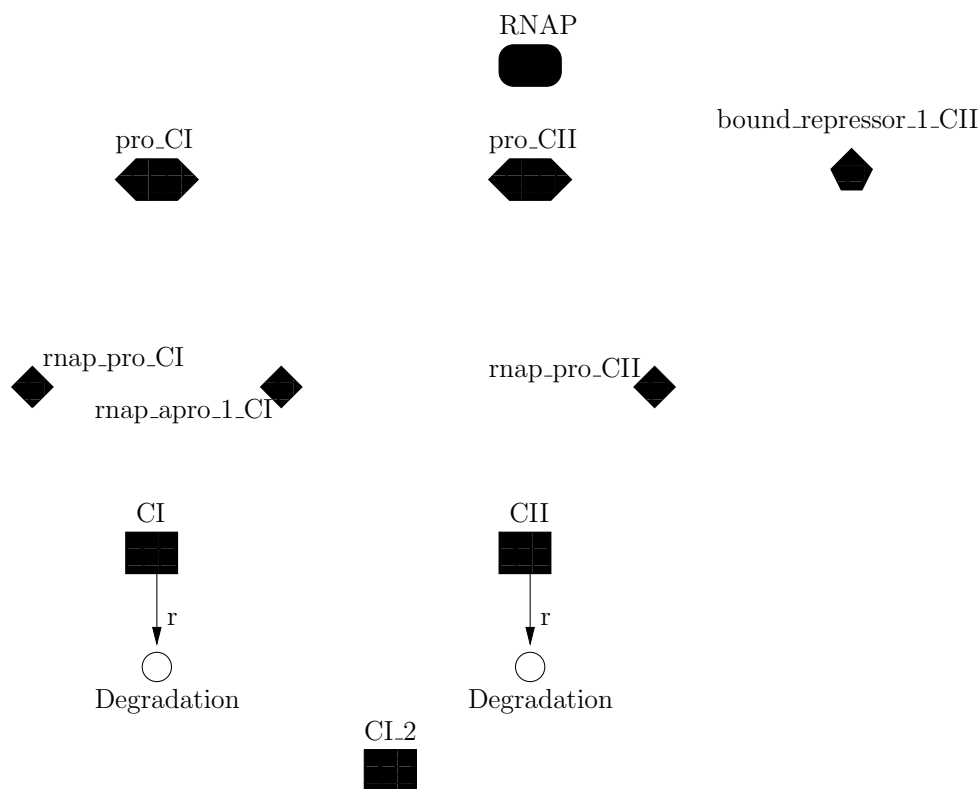 RNAP
pro_CI
pro_CII
bound_repressor_1_CII
rnap_pro_CI
rnap_apro_1_CI
rnap_pro_CII
CI
CII
r
r
Degradation
Degradation
CI_2